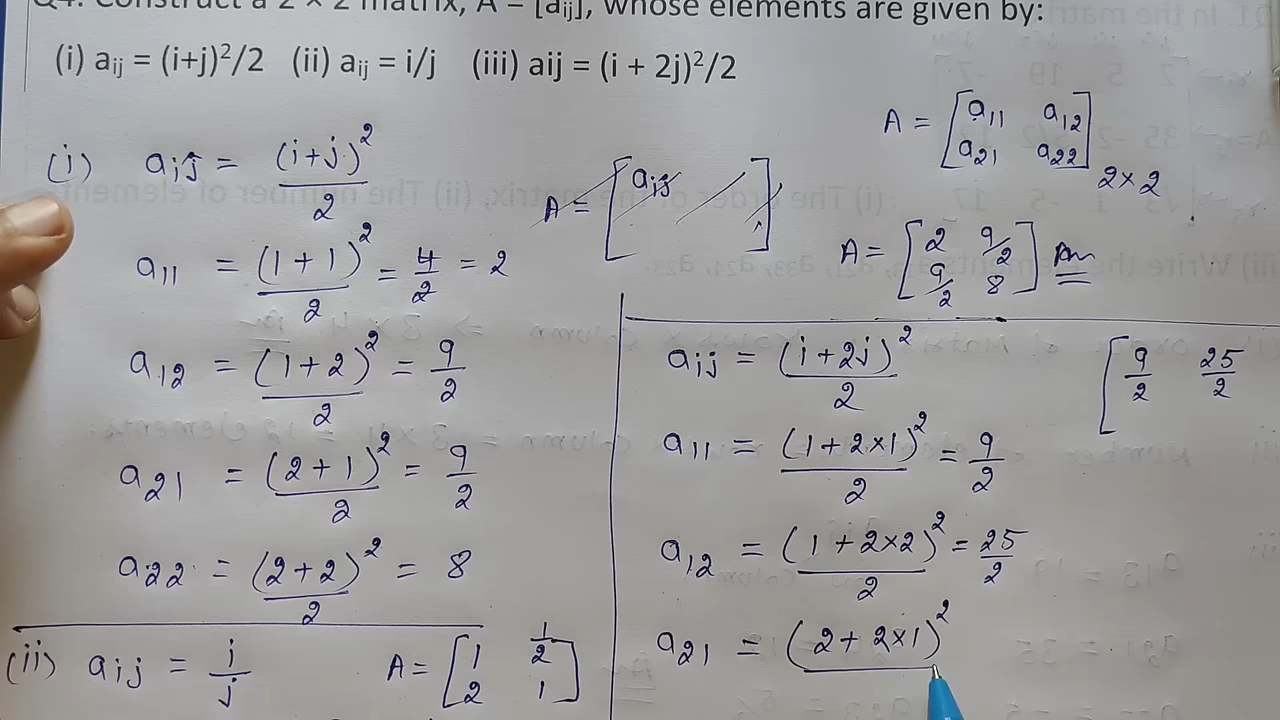 Q4. Construct a 2 × 2 matrix, A = [aij], whose elements are given by:
(i) aij = (i+j)²/2 (ii) aij = i/j (iii) aij = (i + 2j)²/2
(i) aij = (i+j)²/2
a11 = (1+1)²/2 = 4/2 = 2
a12 = (1+2)²/2 = 9/2
a21 = (2+1)²/2 = 9/2
a22 = (2+2)²/2 = 8
(ii) aij = i/j
A = [1 1/2
2 1]
A = [aij ]
A = [a11 a12
a21 a22] 2×2
A = [2 9/2
9/2 8] Am
aij = (i+2j)²/2
a11 = (1+2×1)²/2 = 9/2
a12 = (1+2×2)²/2 = 25/2
a21 = (2+2×1)²
[9/2 25/2